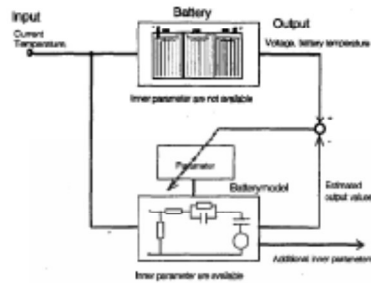 Input
Battery
Output
Current
Temperature.
Voltage, battery temperature
Inner parameter are not available
Parameter
Battery model
Estimated
output values
Additional inner parameters
Inner parameter are available